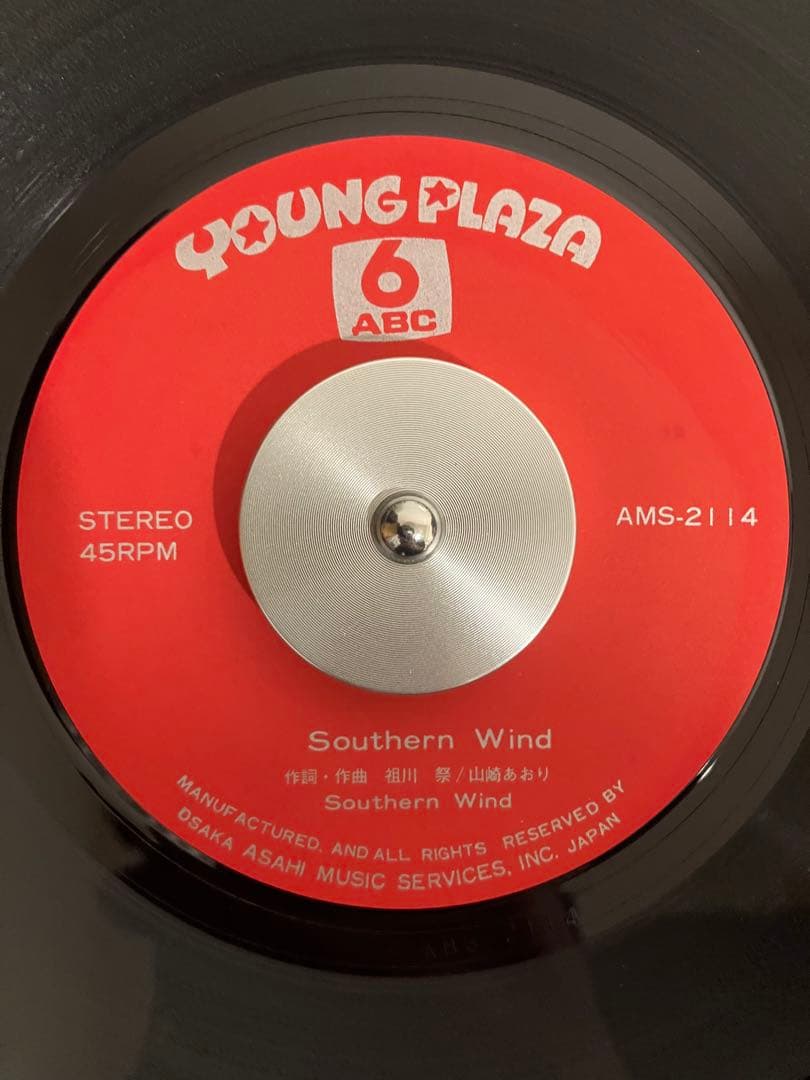 YOUNG PLAZA
6
ABC
STEREO
45RPM
AMS-2114
Southern Wind
作詞・作曲 祖川 祭/山崎あおり
Southern Wind
MANUFACTURED. AND ALL RIGHTS RESERVED BY
OSAKA ASAHI MUSIC SERVICES, INC. JAPAN